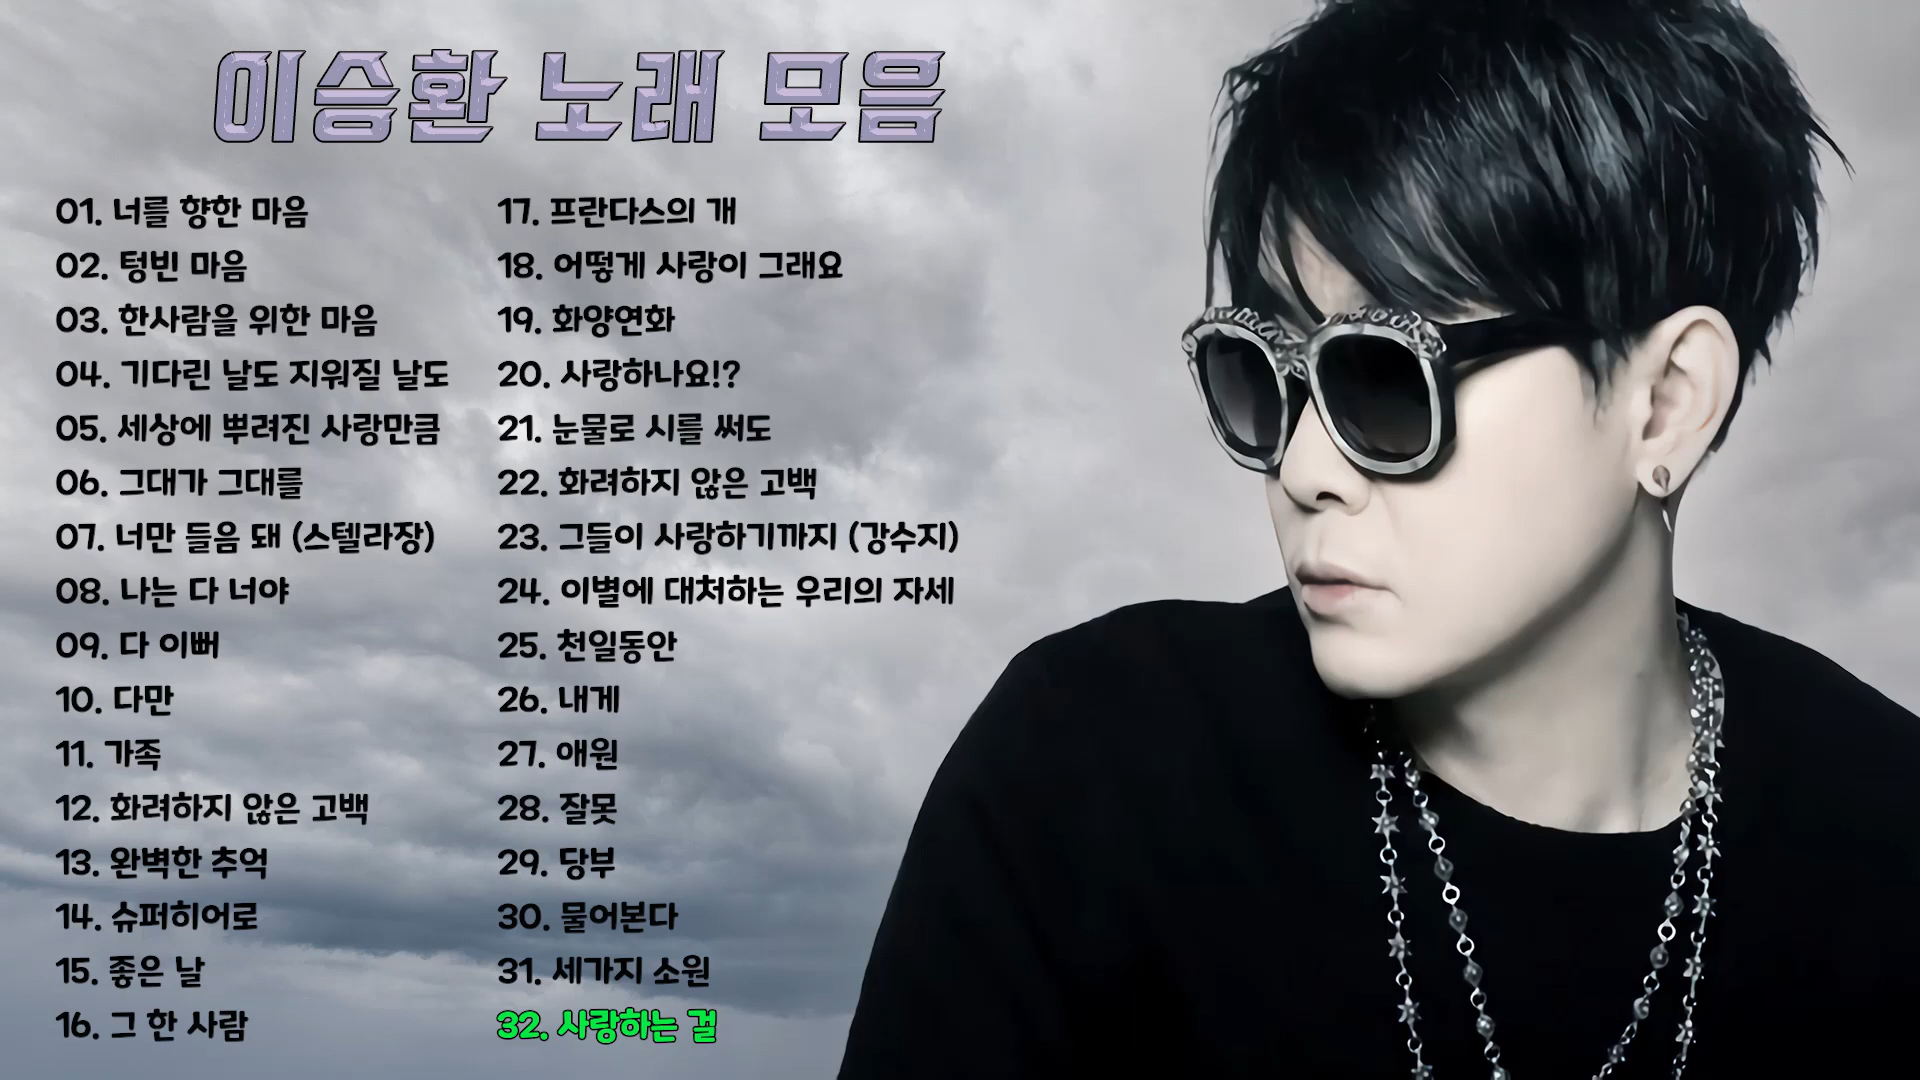 이승환 노래 모음
01. 너를 향한 마음
02. 텅빈 마음
03. 한사람을 위한 마음
04. 기다린 날도 지워질 날도
05. 세상에 뿌려진 사랑만큼
06. 그대가 그대를
07. 너만 들음 돼 (스텔라장)
08. 나는 다 너야
09. 다 이뻐
10. 다만
11. 가족
12. 화려하지 않은 고백
13. 완벽한 추억
14. 슈퍼히어로
15. 좋은 날
16. 그 한 사람
17. 프란다스의 개
18. 어떻게 사랑이 그래요
19. 화양연화
20. 사랑하나요!?
21. 눈물로 시를 써도
22. 화려하지 않은 고백
23. 그들이 사랑하기까지 (강수지)
24. 이별에 대처하는 우리의 자세
25. 천일동안
26. 내게
27. 애원
28. 잘못
29. 당부
30. 물어본다
31. 세가지 소원
32. 사랑하는 걸